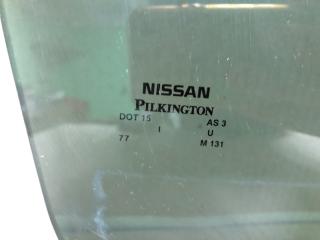 NISSAN
PILKINGTON
DOT 15 AS 3
I U
77 M 131